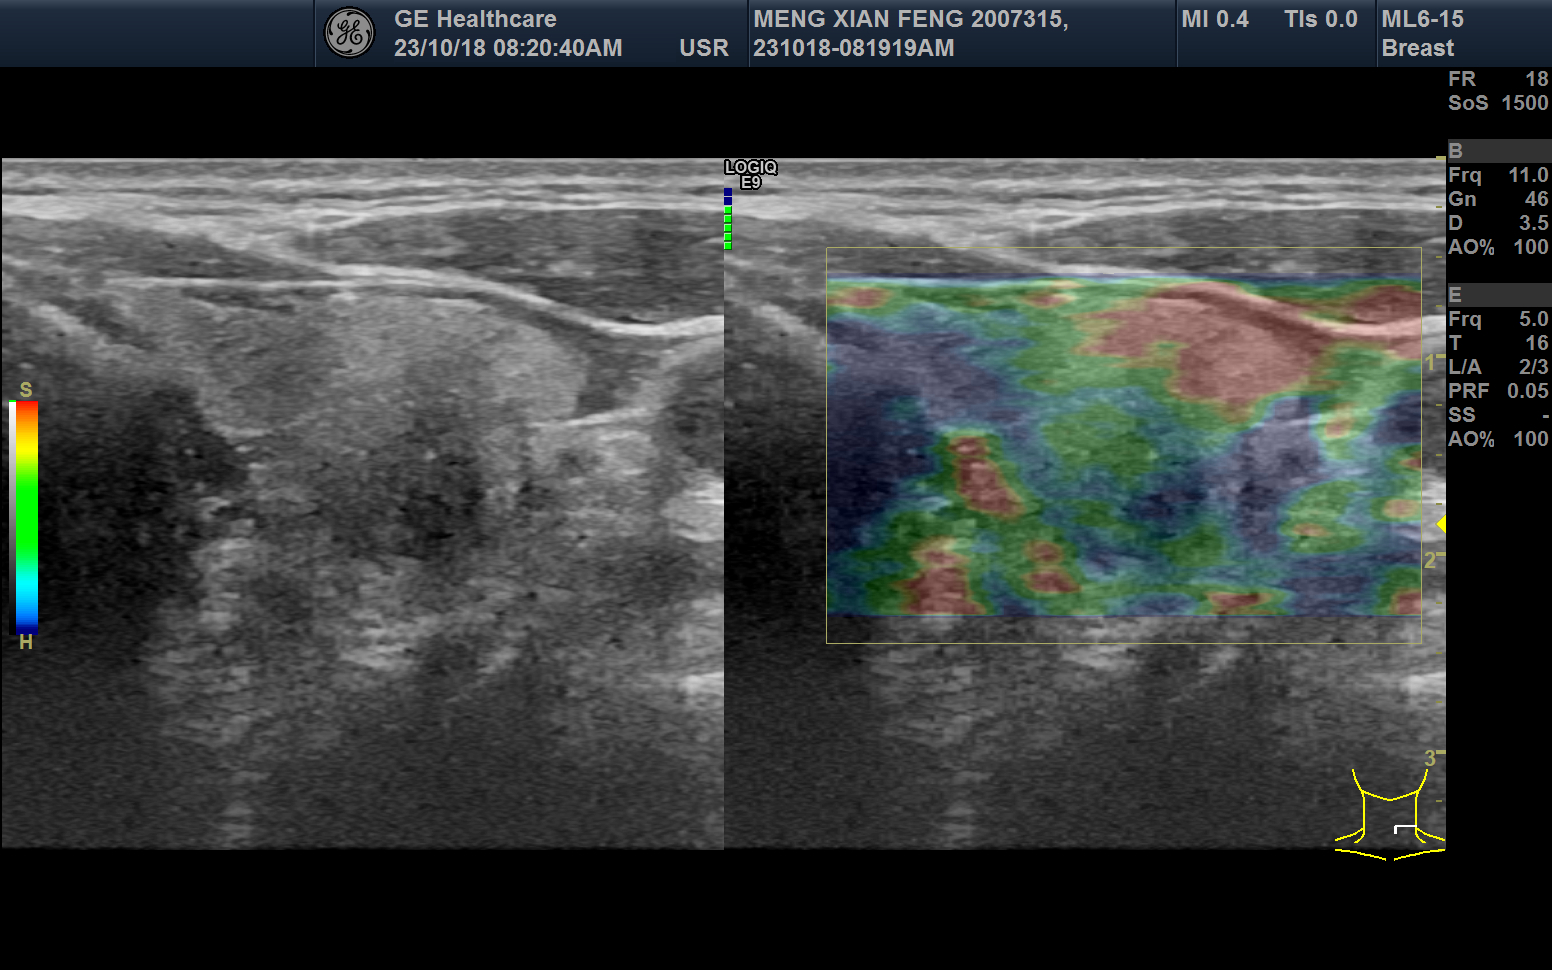 GE Healthcare
23/10/18 08:20:40AM USR
MENG XIAN FENG 2007315,
231018-081919AM
MI 0.4 TIs 0.0
ML6-15
Breast
FR 18
SoS 1500
B
Frq 11.0
Gn 46
D 3.5
AO% 100
E
Frq 5.0
T 16
L/A 2/3
PRF 0.05
SS -
AO% 100
LOGIQ
E9
S
H
1
2
3